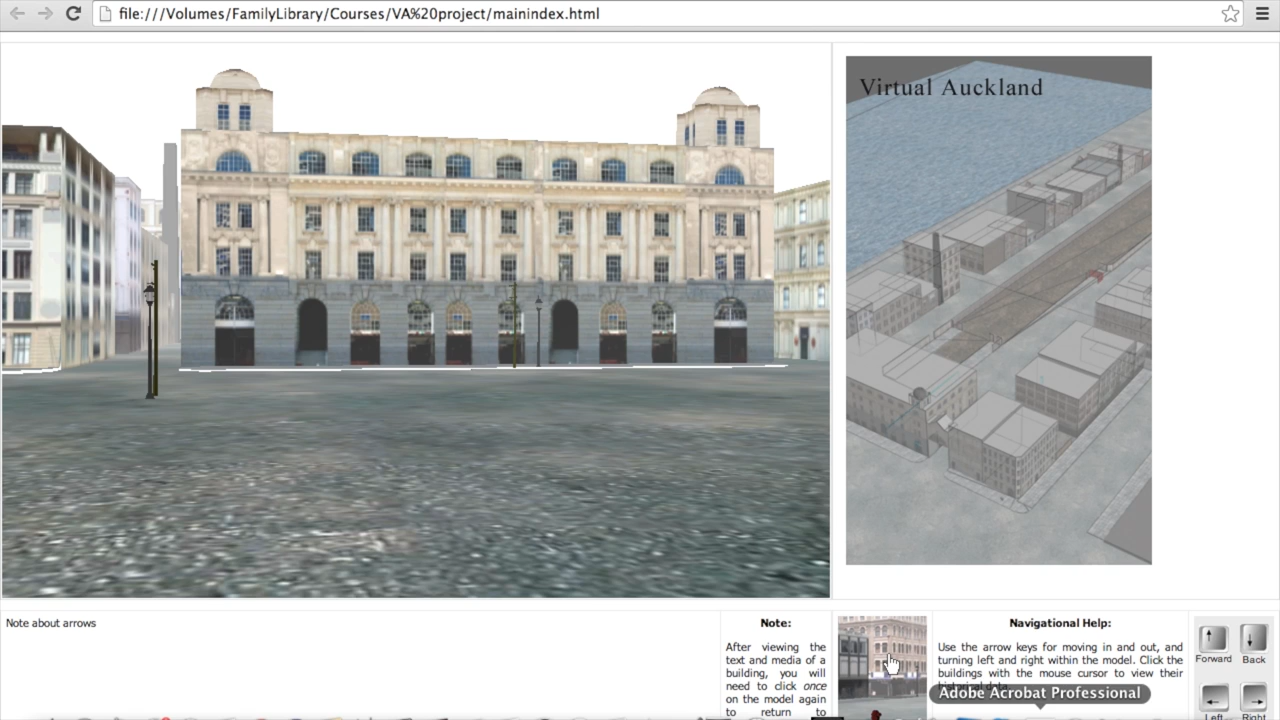 file:///Volumes/FamilyLibrary/Courses/VA%20project/mainindex.html
Virtual Auckland
Note about arrows
Note:
After viewing the
text and media of a
building, you will
need to click once
on the model again
to return to
Navigational Help:
Use the arrow keys for moving in and out, and
turning left and right within the model. Click the
buildings with the mouse cursor to view their
historical data.
Adobe Acrobat Professional
Forward
Back
Left
Right